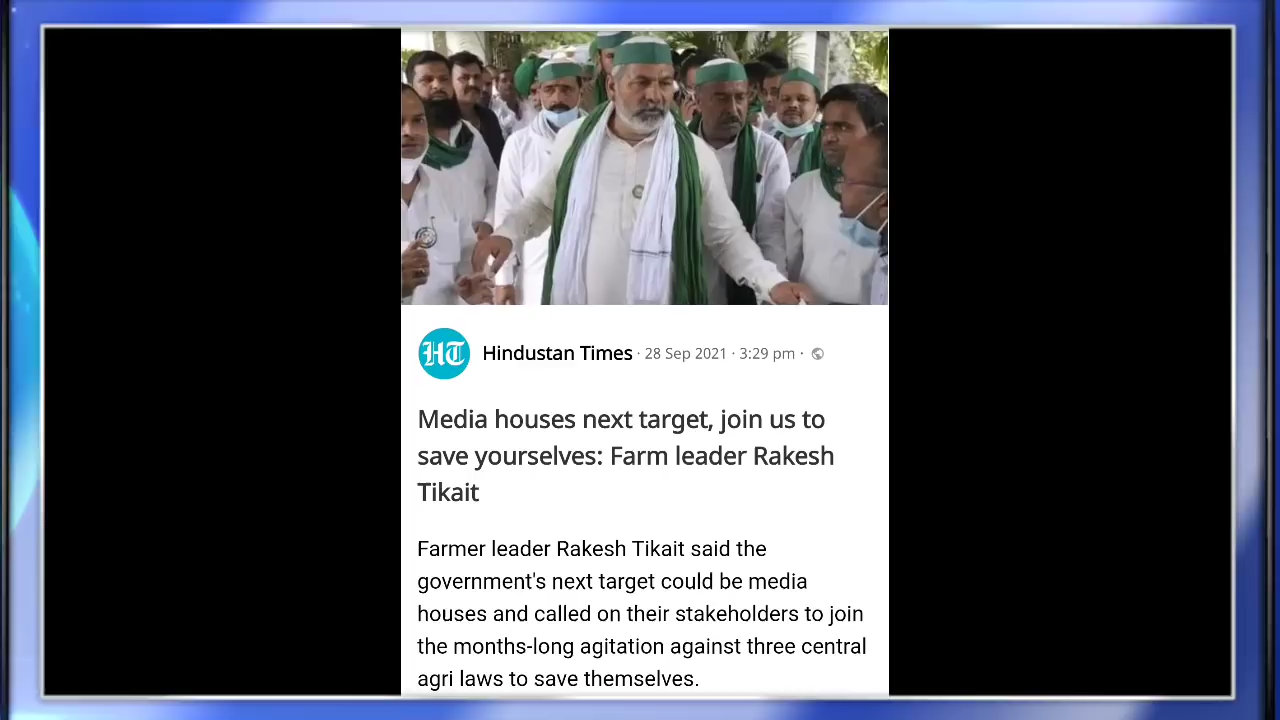 HT
Hindustan Times · 28 Sep 2021 · 3:29 pm ·
Media houses next target, join us to
save yourselves: Farm leader Rakesh
Tikait
Farmer leader Rakesh Tikait said the
government's next target could be media
houses and called on their stakeholders to join
the months-long agitation against three central
agri laws to save themselves.